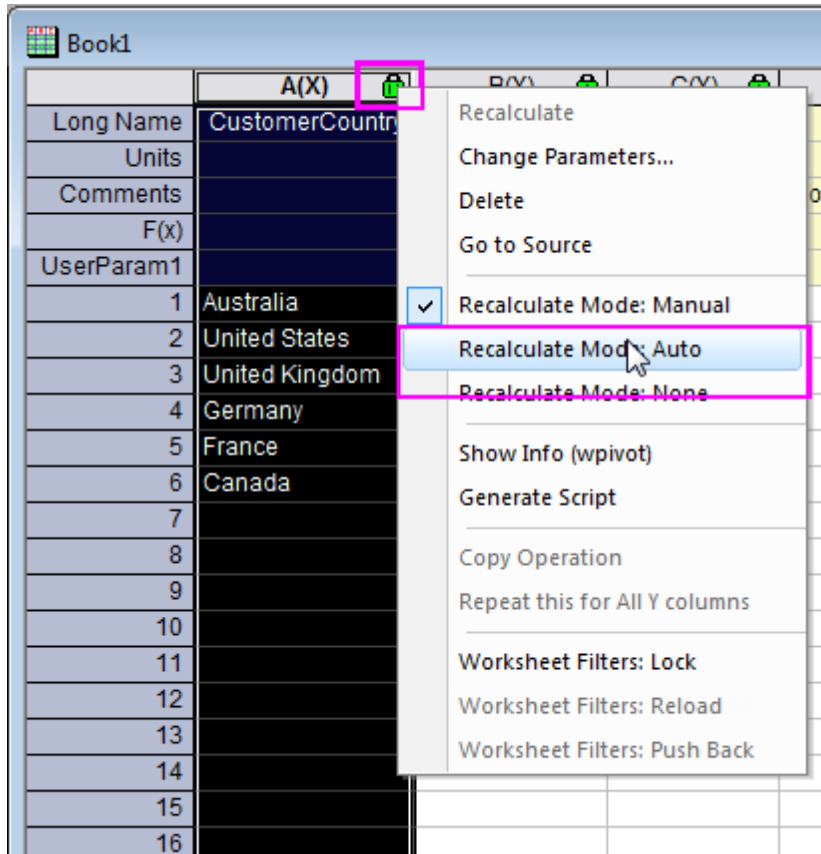 Book1
A(X) B(Y) C(Y)
Long Name CustomerCountry
Units
Comments
F(x)
UserParam1
1 Australia
2 United States
3 United Kingdom
4 Germany
5 France
6 Canada
7
8
9
10
11
12
13
14
15
16
Recalculate
Change Parameters...
Delete
Go to Source
Recalculate Mode: Manual
Recalculate Mode: Auto
Recalculate Mode: None
Show Info (wpivot)
Generate Script
Copy Operation
Repeat this for All Y columns
Worksheet Filters: Lock
Worksheet Filters: Reload
Worksheet Filters: Push Back